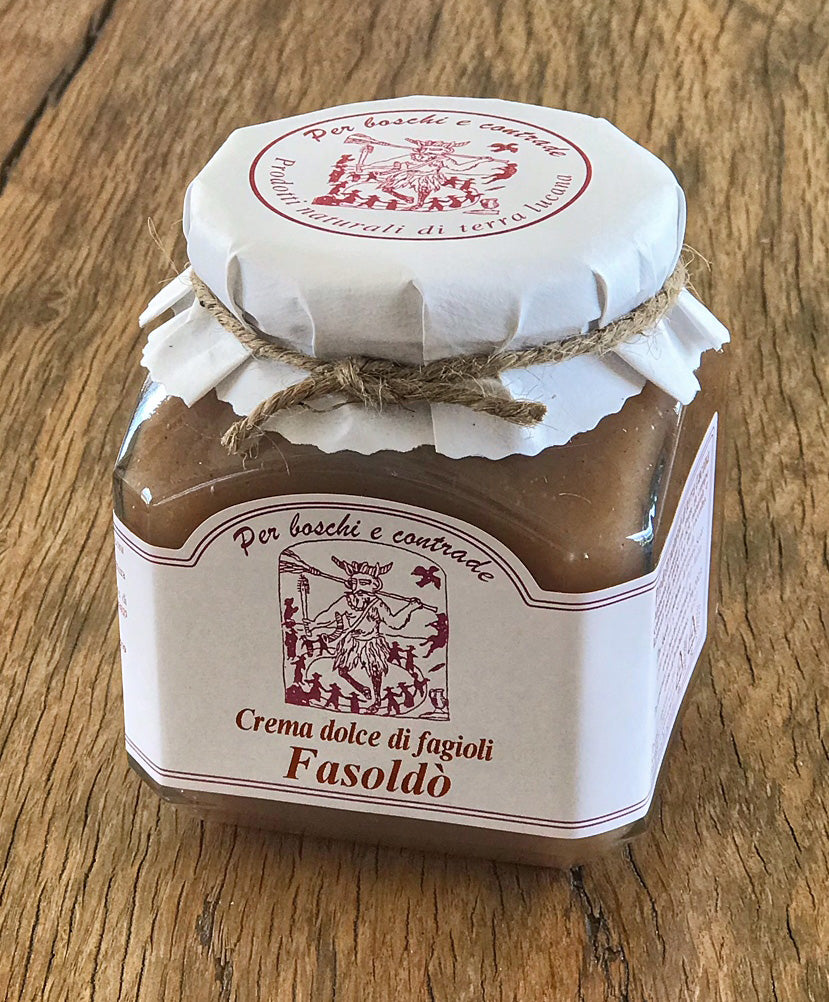 Per boschi e contrade
Prodotti naturali di terra lucana
Per boschi e contrade
Crema dolce di fagioli
Fasoldò